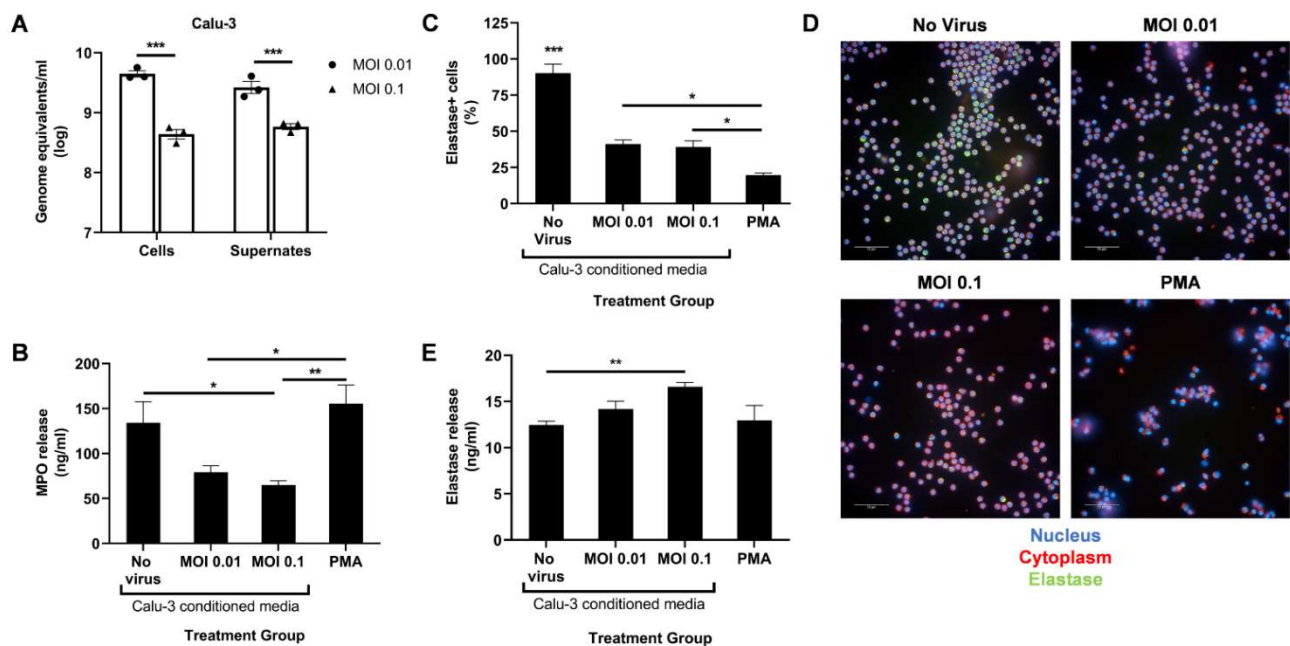 A
Calu-3
***
***
MOI 0.01
MOI 0.1
10
9
8
7
Genome equivalents/ml
(log)
Cells
Supernates
B
200
150
100
50
0
MPO release
(ng/ml)
*
*
**
No
virus
MOI 0.01
MOI 0.1
PMA
Calu-3 conditioned media
Treatment Group
C
125
100
75
50
25
0
Elastase+ cells
(%)
***
*
*
No
Virus
MOI 0.01
MOI 0.1
PMA
Calu-3 conditioned media
Treatment Group
E
20
15
10
5
0
Elastase release
(ng/ml)
**
No
virus
MOI 0.01
MOI 0.1
PMA
Calu-3 conditioned media
Treatment Group
D
No Virus
MOI 0.01
MOI 0.1
PMA
Nucleus
Cytoplasm
Elastase